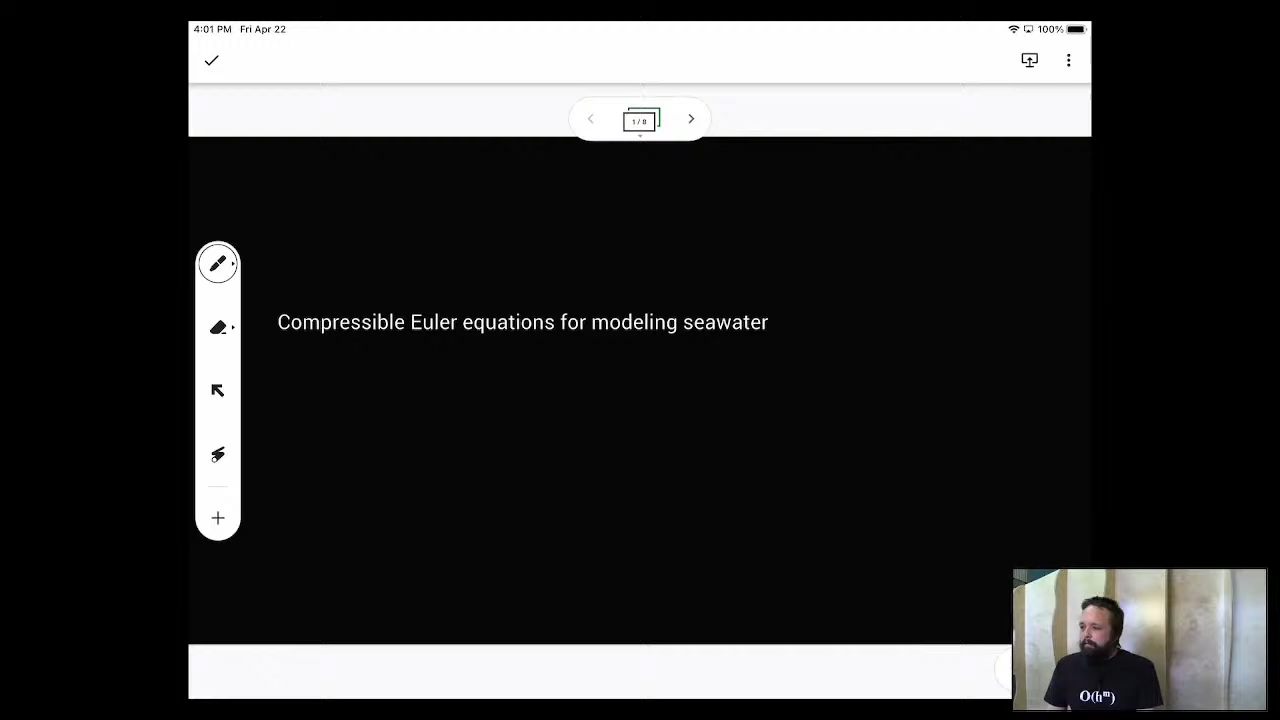 4:01 PM Fri Apr 22
100%
1 / 8
Compressible Euler equations for modeling seawater
O(hᵐ)